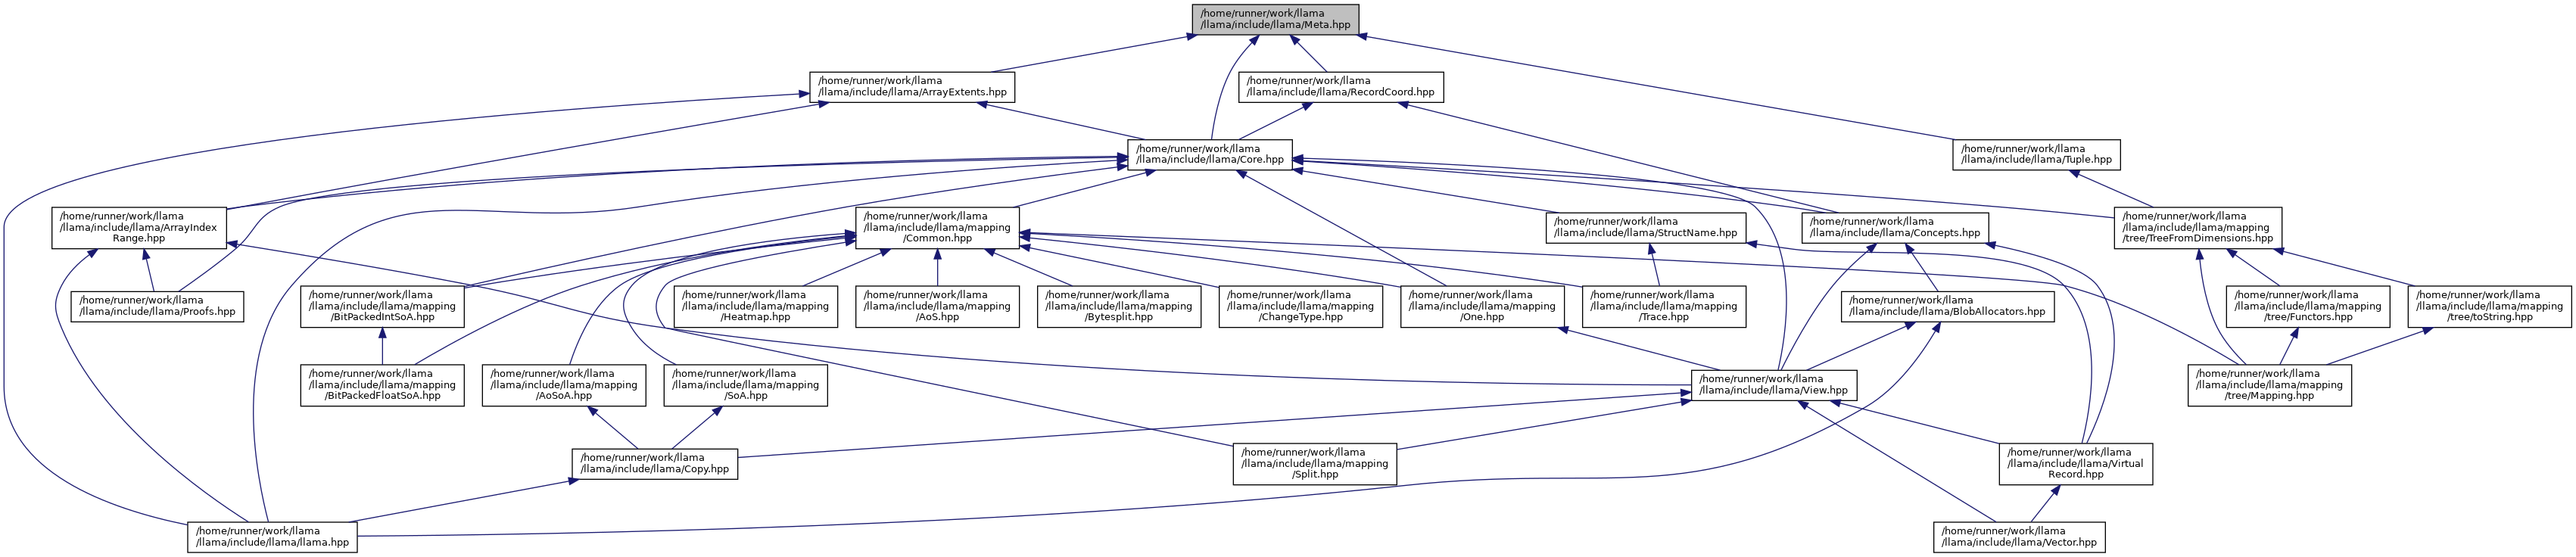 /home/runner/work/llama
/llama/include/llama/Meta.hpp
/home/runner/work/llama
/llama/include/llama/ArrayExtents.hpp
/home/runner/work/llama
/llama/include/llama/RecordCoord.hpp
/home/runner/work/llama
/llama/include/llama/Core.hpp
/home/runner/work/llama
/llama/include/llama/Tuple.hpp
/home/runner/work/llama
/llama/include/llama/ArrayIndex
Range.hpp
/home/runner/work/llama
/llama/include/llama/mapping
/Common.hpp
/home/runner/work/llama
/llama/include/llama/StructName.hpp
/home/runner/work/llama
/llama/include/llama/Concepts.hpp
/home/runner/work/llama
/llama/include/llama/mapping
/tree/TreeFromDimensions.hpp
/home/runner/work/llama
/llama/include/llama/Proofs.hpp
/home/runner/work/llama
/llama/include/llama/mapping
/BitPackedIntSoA.hpp
/home/runner/work/llama
/llama/include/llama/mapping
/Heatmap.hpp
/home/runner/work/llama
/llama/include/llama/mapping
/AoS.hpp
/home/runner/work/llama
/llama/include/llama/mapping
/Bytesplit.hpp
/home/runner/work/llama
/llama/include/llama/mapping
/ChangeType.hpp
/home/runner/work/llama
/llama/include/llama/mapping
/One.hpp
/home/runner/work/llama
/llama/include/llama/mapping
/Trace.hpp
/home/runner/work/llama
/llama/include/llama/BlobAllocators.hpp
/home/runner/work/llama
/llama/include/llama/mapping
/tree/Functors.hpp
/home/runner/work/llama
/llama/include/llama/mapping
/tree/toString.hpp
/home/runner/work/llama
/llama/include/llama/mapping
/BitPackedFloatSoA.hpp
/home/runner/work/llama
/llama/include/llama/mapping
/AoSoA.hpp
/home/runner/work/llama
/llama/include/llama/mapping
/SoA.hpp
/home/runner/work/llama
/llama/include/llama/View.hpp
/home/runner/work/llama
/llama/include/llama/mapping
/tree/Mapping.hpp
/home/runner/work/llama
/llama/include/llama/Copy.hpp
/home/runner/work/llama
/llama/include/llama/mapping
/Split.hpp
/home/runner/work/llama
/llama/include/llama/Virtual
Record.hpp
/home/runner/work/llama
/llama/include/llama/llama.hpp
/home/runner/work/llama
/llama/include/llama/Vector.hpp